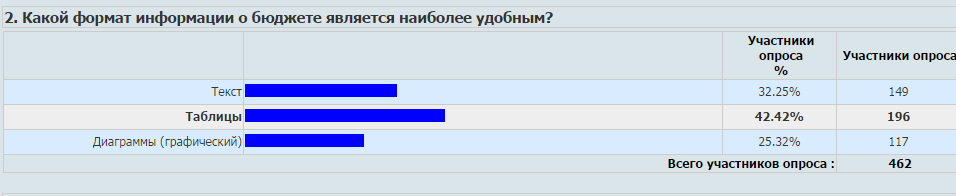 2. Какой формат информации о бюджете является наиболее удобным?
Участники опроса %
Участники опроса
Текст 32.25% 149
Таблицы 42.42% 196
Диаграммы (графический) 25.32% 117
Всего участников опроса : 462